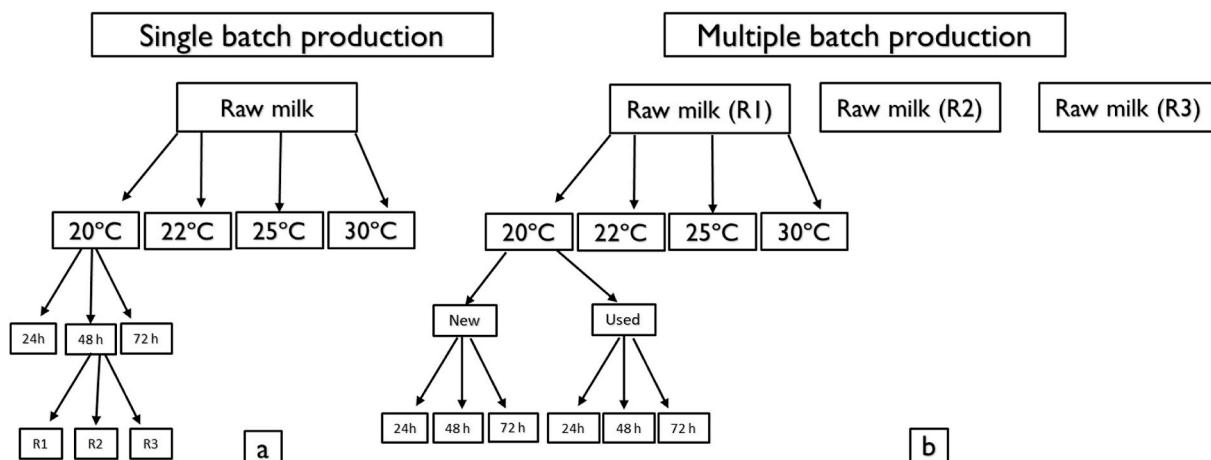 Single batch production
Raw milk
20°C 22°C 25°C 30°C
24h 48 h 72 h
R1 R2 R3
a
Multiple batch production
Raw milk (R1) Raw milk (R2) Raw milk (R3)
20°C 22°C 25°C 30°C
New Used
24h 48 h 72 h 24h 48 h 72 h
b